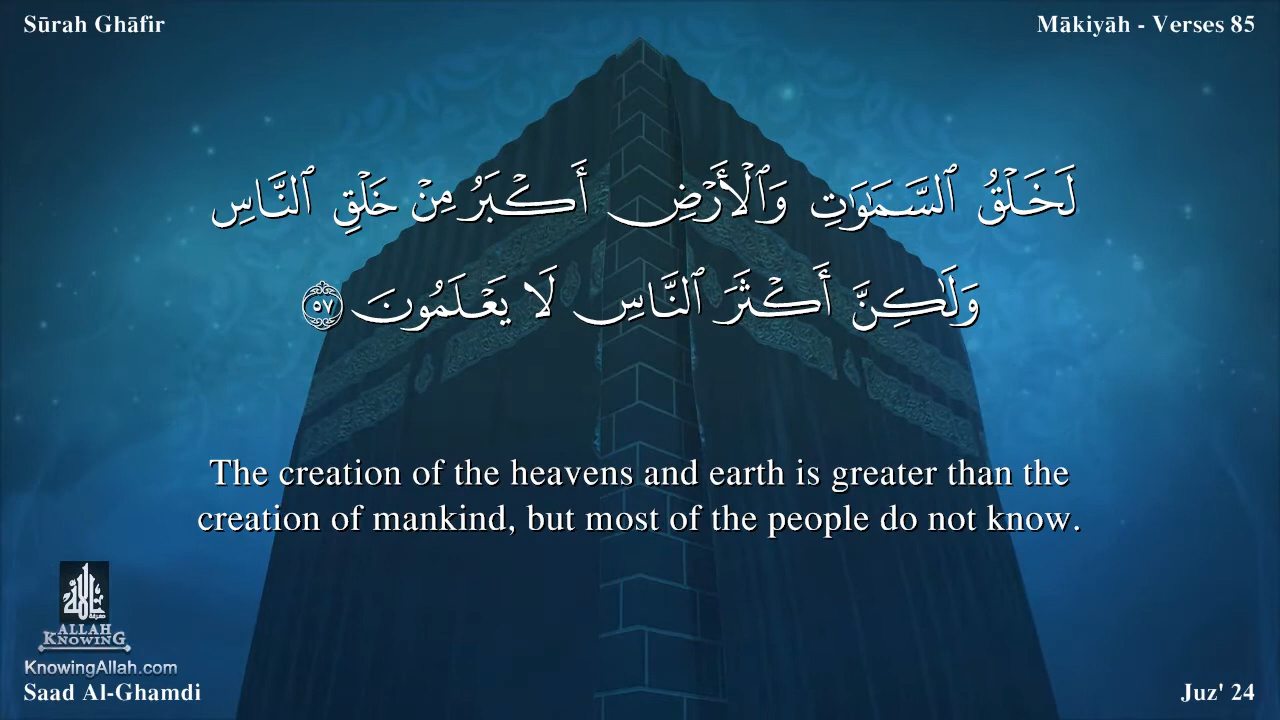 Sūrah Ghāfir
Mākiyāh - Verses 85
لَخَلۡقُ ٱلسَّمَٰوَٰتِ وَٱلۡأَرۡضِ أَكۡبَرُ مِنۡ خَلۡقِ ٱلنَّاسِ
وَلَٰكِنَّ أَكۡثَرَ ٱلنَّاسِ لَا يَعۡلَمُونَ ٥٧
The creation of the heavens and earth is greater than the
creation of mankind, but most of the people do not know.
ALLAH
KNOWING
KnowingAllah.com
Saad Al-Ghamdi
Juz' 24